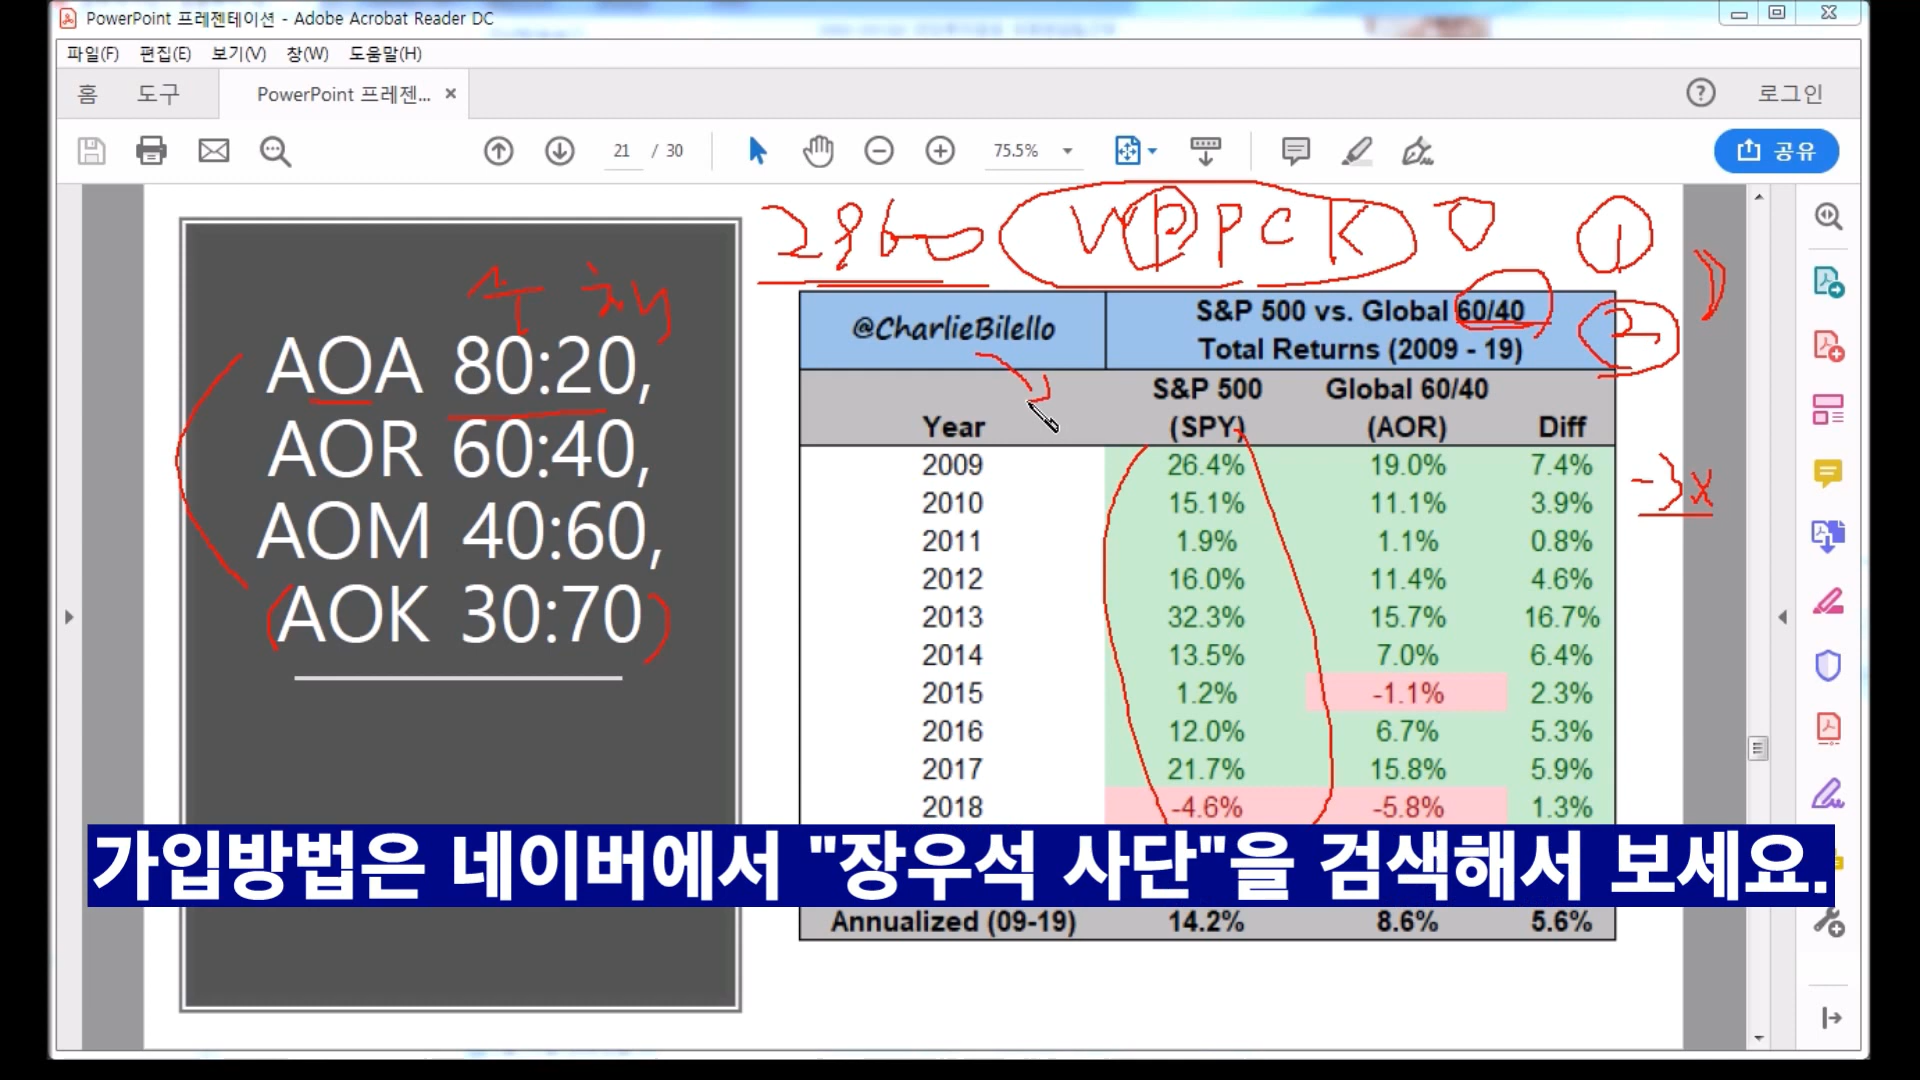 PowerPoint 프레젠테이션 - Adobe Acrobat Reader DC
파일(F) 편집(E) 보기(V) 창(W) 도움말(H)
홈 도구 PowerPoint 프레젠... × ? 로그인
21 / 30 75.5% 공유
주 채
AOA 80:20,
AOR 60:40,
AOM 40:60,
AOK 30:70
1
2
-3x
@CharlieBilello
S&P 500 vs. Global 60/40
Total Returns (2009 - 19)
Year S&P 500 (SPY) Global 60/40 (AOR) Diff
2009 26.4% 19.0% 7.4%
2010 15.1% 11.1% 3.9%
2011 1.9% 1.1% 0.8%
2012 16.0% 11.4% 4.6%
2013 32.3% 15.7% 16.7%
2014 13.5% 7.0% 6.4%
2015 1.2% -1.1% 2.3%
2016 12.0% 6.7% 5.3%
2017 21.7% 15.8% 5.9%
2018 -4.6% -5.8% 1.3%
가입방법은 네이버에서 "장우석 사단"을 검색해서 보세요.
Annualized (09-19) 14.2% 8.6% 5.6%